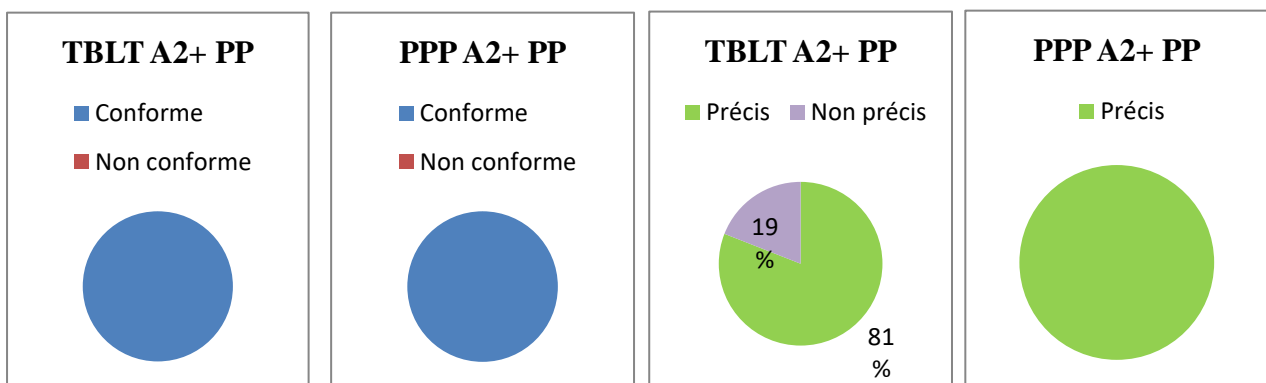 TBLT A2+ PP
Conforme
Non conforme
PPP A2+ PP
Conforme
Non conforme
TBLT A2+ PP
Précis Non précis
19
%
81
%
PPP A2+ PP
Précis